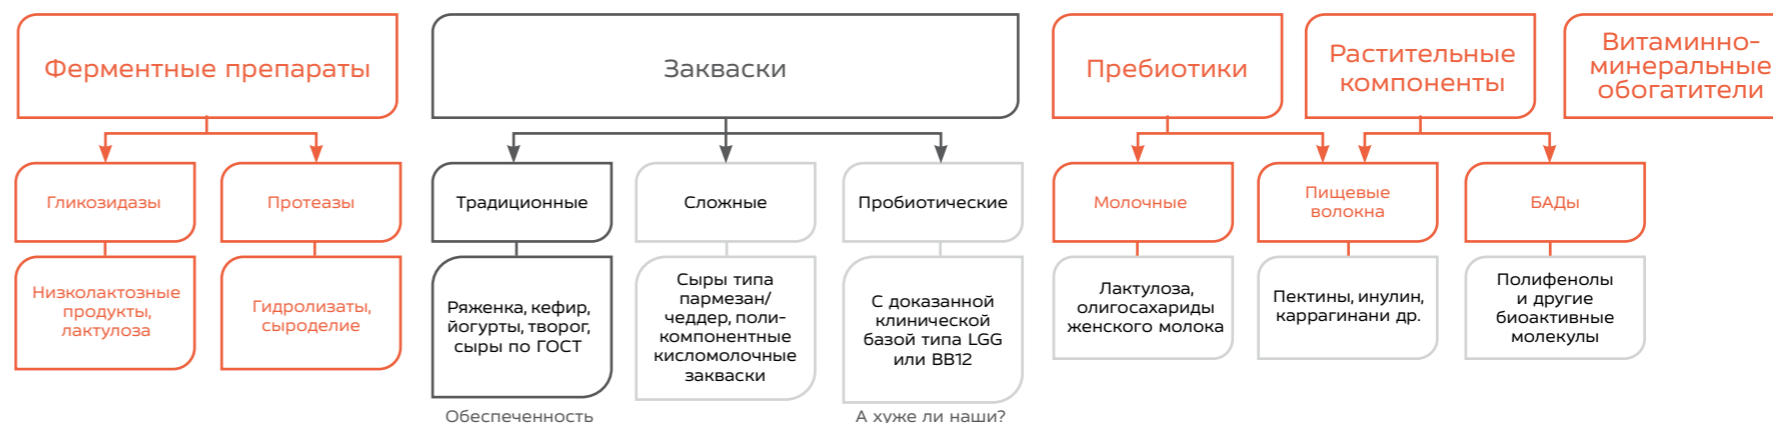 Ферментные препараты
Закваски
Пребиотики
Растительные
компоненты
Витаминно-
минеральные
обогатители
Гликозидазы
Протеазы
Традиционные
Сложные
Пробиотические
Молочные
Пищевые
волокна
БАДы
Низколактозные
продукты,
лактулоза
Гидролизаты,
сыроделие
Ряженка, кефир,
йогурты, творог,
сыры по ГОСТ
Сыры типа
пармезан/
чеддер, поли-
компонентные
кисломолочные
закваски
С доказанной
клинической
базой типа LGG
или BB12
Лактулоза,
олигосахариды
женского молока
Пектины, инулин,
каррагинани др.
Полифенолы
и другие
биоактивные
молекулы
Обеспеченность
А хуже ли наши?